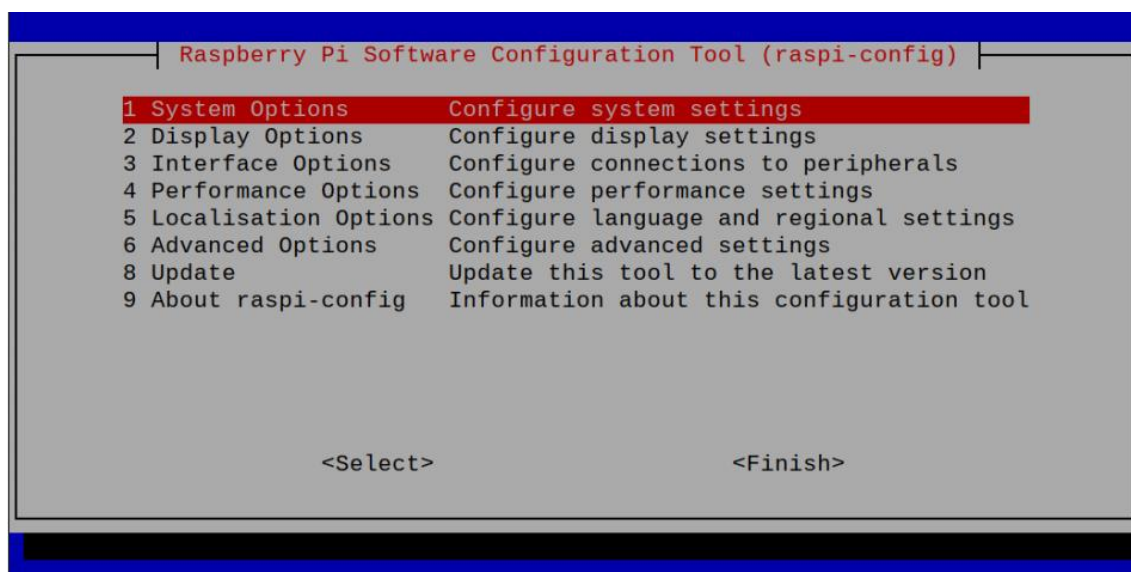 Raspberry Pi Software Configuration Tool (raspi-config)
1 System Options Configure system settings
2 Display Options Configure display settings
3 Interface Options Configure connections to peripherals
4 Performance Options Configure performance settings
5 Localisation Options Configure language and regional settings
6 Advanced Options Configure advanced settings
8 Update Update this tool to the latest version
9 About raspi-config Information about this configuration tool
<Select> <Finish>